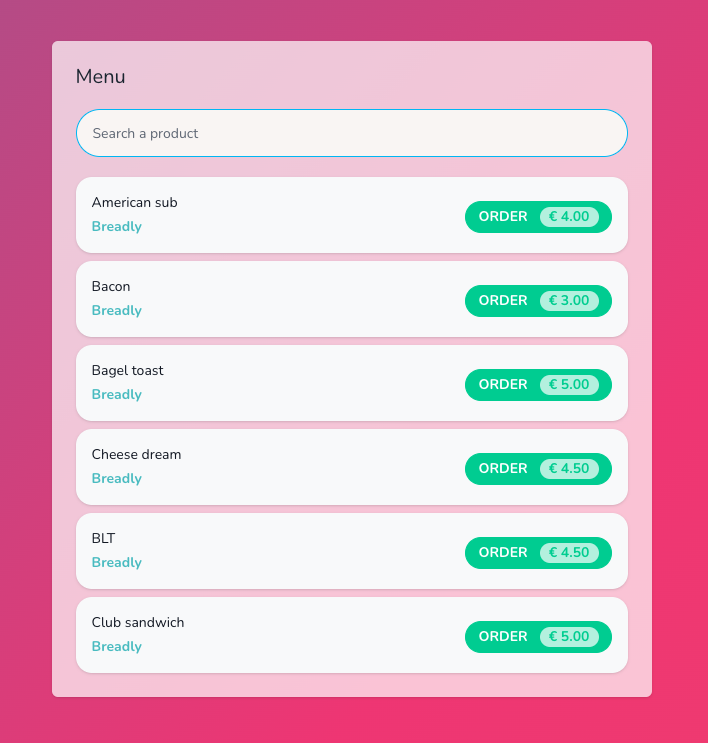 Menu
Search a product
American sub
Breadly
ORDER € 4.00
Bacon
Breadly
ORDER € 3.00
Bagel toast
Breadly
ORDER € 5.00
Cheese dream
Breadly
ORDER € 4.50
BLT
Breadly
ORDER € 4.50
Club sandwich
Breadly
ORDER € 5.00